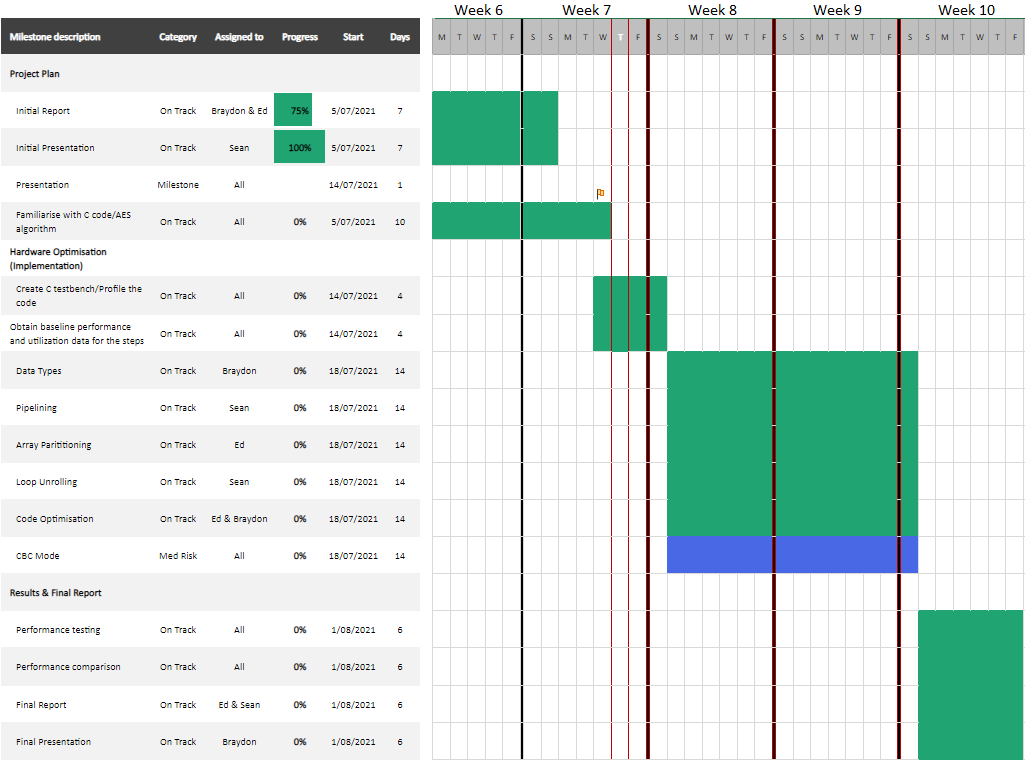 Week 6 Week 7 Week 8 Week 9 Week 10
Milestone description Category Assigned to Progress Start Days M T W T F S S M T W T F S S M T W T F S S M T W T F S S M T W T F
Project Plan
Initial Report On Track Braydon & Ed 75% 5/07/2021 7
Initial Presentation On Track Sean 100% 5/07/2021 7
Presentation Milestone All 14/07/2021 1
Familiarise with C code/AES
algorithm On Track All 0% 5/07/2021 10
Hardware Optimisation
(Implementation)
Create C testbench/Profile the
code On Track All 0% 14/07/2021 4
Obtain baseline performance
and utilization data for the steps On Track All 0% 14/07/2021 4
Data Types On Track Braydon 0% 18/07/2021 14
Pipelining On Track Sean 0% 18/07/2021 14
Array Parititioning On Track Ed 0% 18/07/2021 14
Loop Unrolling On Track Sean 0% 18/07/2021 14
Code Optimisation On Track Ed & Braydon 0% 18/07/2021 14
CBC Mode Med Risk All 0% 18/07/2021 14
Results & Final Report
Performance testing On Track All 0% 1/08/2021 6
Performance comparison On Track All 0% 1/08/2021 6
Final Report On Track Ed & Sean 0% 1/08/2021 6
Final Presentation On Track Braydon 0% 1/08/2021 6